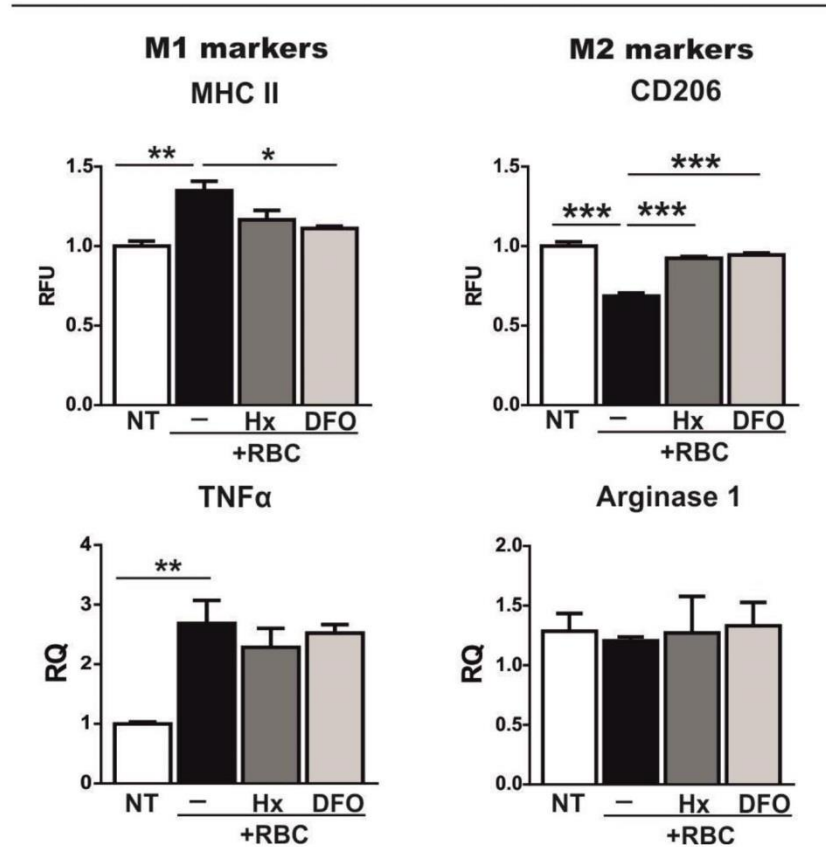 M1 markers
MHC II
** *
1.5
1.0
0.5
0.0
RFU
NT – Hx DFO
+RBC
M2 markers
CD206
***
*** ***
1.5
1.0
0.5
0.0
RFU
NT – Hx DFO
+RBC
TNFα
**
4
3
2
1
0
RQ
NT – Hx DFO
+RBC
Arginase 1
2.0
1.5
1.0
0.5
0.0
RQ
NT – Hx DFO
+RBC